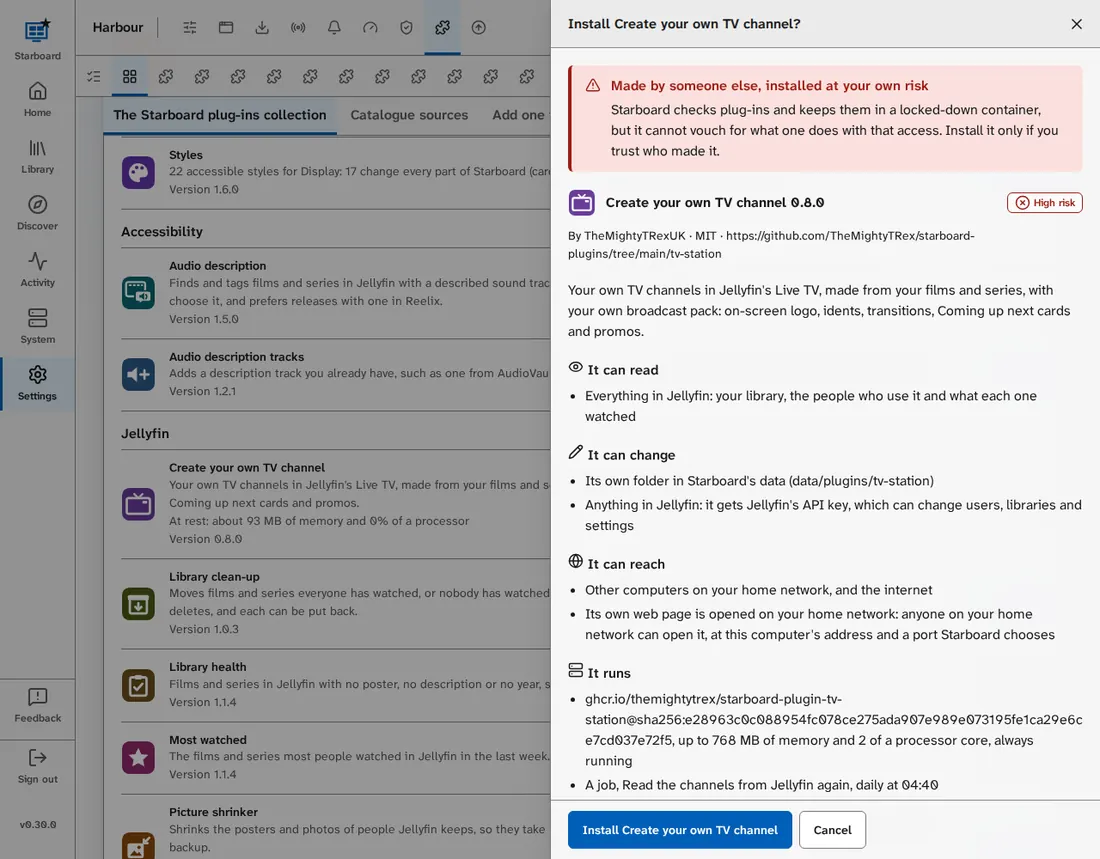 Starboard
Home
Library
Discover
Activity
System
Settings
Feedback
Sign out
v0.30.0
Harbour
The Starboard plug-ins collection
Catalogue sources
Add one
Styles
22 accessible styles for Display: 17 change every part of Starboard
Version 1.6.0
Accessibility
Audio description
Finds and tags films and series in Jellyfin with a described sound
choose it, and prefers releases with one in Reelix.
Version 1.5.0
Audio description tracks
Adds a description track you already have, such as one from
Version 1.2.1
Jellyfin
Create your own TV channel
Your own TV channels in Jellyfin's Live TV, made from your films and
Coming up next cards and promos.
At rest: about 93 MB of memory and 0% of a processor
Version 0.8.0
Library clean-up
Moves films and series everyone has watched, or nobody has watched
deletes, and each can be put back.
Version 1.0.3
Library health
Films and series in Jellyfin with no poster, no description or no year,
Version 1.1.4
Most watched
The films and series most people watched in Jellyfin in the last week.
Version 1.1.4
Picture shrinker
Shrinks the posters and photos of people Jellyfin keeps, so they take
backup.
Install Create your own TV channel?
Made by someone else, installed at your own risk
Starboard checks plug-ins and keeps them in a locked-down container,
but it cannot vouch for what one does with that access. Install it only if you
trust who made it.
Create your own TV channel 0.8.0
High risk
By TheMightyTRexUK · MIT · https://github.com/TheMightyTRex/starboard-
plugins/tree/main/tv-station
Your own TV channels in Jellyfin's Live TV, made from your films and series, with
your own broadcast pack: on-screen logo, idents, transitions, Coming up next cards
and promos.
It can read
• Everything in Jellyfin: your library, the people who use it and what each one
watched
It can change
• Its own folder in Starboard's data (data/plugins/tv-station)
• Anything in Jellyfin: it gets Jellyfin's API key, which can change users, libraries and
settings
It can reach
• Other computers on your home network, and the internet
• Its own web page is opened on your home network: anyone on your home
network can open it, at this computer's address and a port Starboard chooses
It runs
• ghcr.io/themightytrex/starboard-plugin-tv-
station@sha256:e28963c0c088954fc078ce275ada907e989e073195fe1ca29e6c
e7cd037e72f5, up to 768 MB of memory and 2 of a processor core, always
running
• A job, Read the channels from Jellyfin again, daily at 04:40
Install Create your own TV channel
Cancel